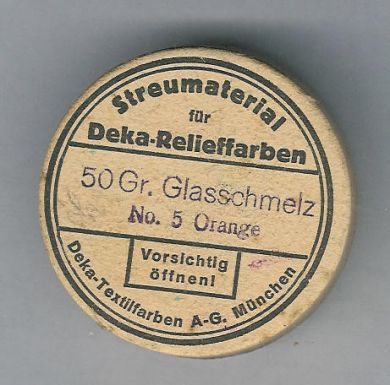 Streumaterial
für
Deka-Relieffarben
50 Gr. Glasschmelz
No. 5 Orange
Vorsichtig
öffnen!
Deka-Textilfarben A-G. München